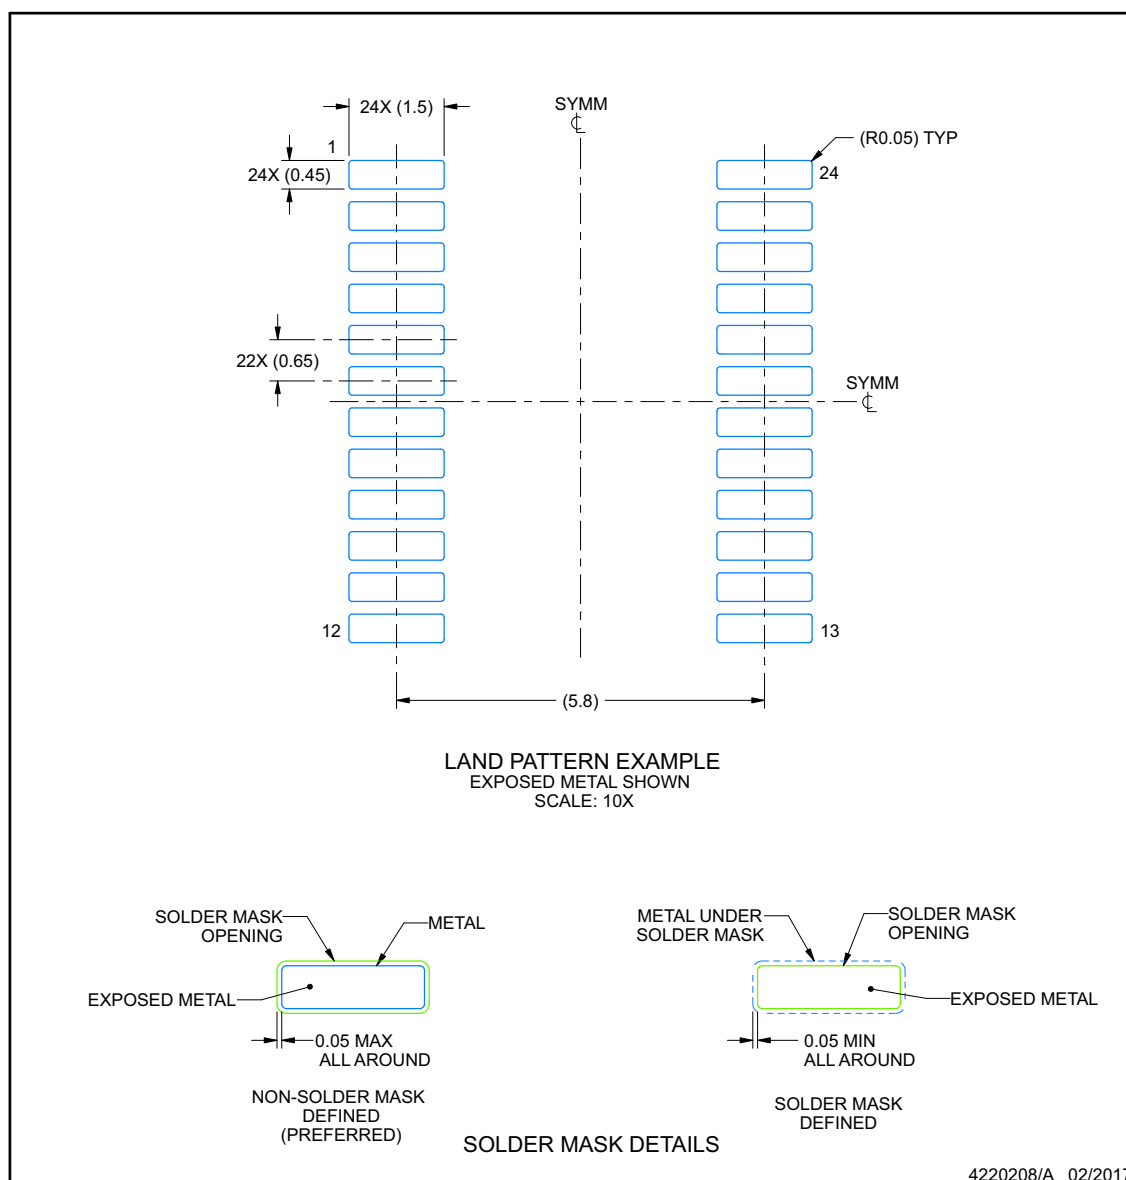 SYMM
24X (1.5)
(R0.05) TYP
1
24X (0.45)
24
22X (0.65)
SYMM
12
13
(5.8)
LAND PATTERN EXAMPLE
EXPOSED METAL SHOWN
SCALE: 10X
SOLDER MASK
OPENING
METAL
EXPOSED METAL
0.05 MAX
ALL AROUND
NON-SOLDER MASK
DEFINED
(PREFERRED)
METAL UNDER
SOLDER MASK
SOLDER MASK
OPENING
EXPOSED METAL
0.05 MIN
ALL AROUND
SOLDER MASK
DEFINED
SOLDER MASK DETAILS
4220208/A 02/2017